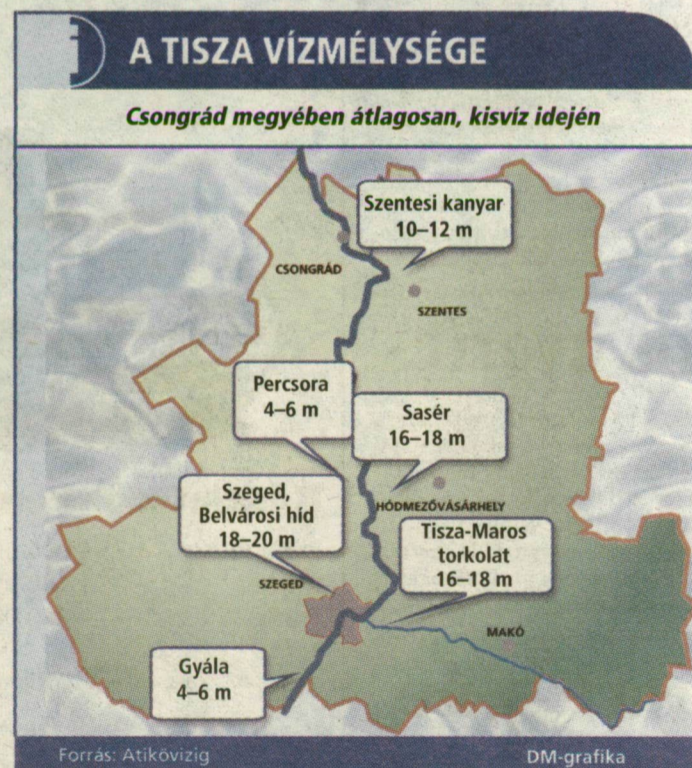 i
A TISZA VÍZMÉLYSÉGE
Csongrád megyében átlagosan, kisvíz idején
Szentesi kanyar
10–12 m
CSONGRÁD
SZENTES
Percsora
4–6 m
Sasér
16–18 m
Szeged,
Belvárosi híd
18–20 m
HÓDMEZŐVÁSÁRHELY
Tisza-Maros
torkolat
16–18 m
SZEGED
MAKÓ
Gyála
4–6 m
Forrás: Atikövizig
DM-grafika